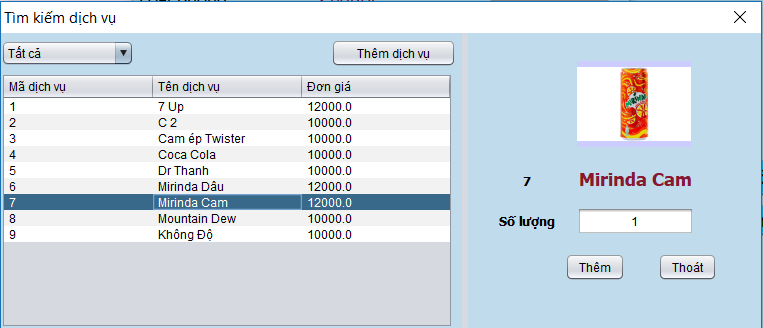 Tìm kiếm dịch vụ
Tất cả
Thêm dịch vụ
Mã dịch vụ Tên dịch vụ Đơn giá
1 7 Up 12000.0
2 C 2 10000.0
3 Cam ép Twister 10000.0
4 Coca Cola 10000.0
5 Dr Thanh 10000.0
6 Mirinda Dâu 12000.0
7 Mirinda Cam 12000.0
8 Mountain Dew 10000.0
9 Không Độ 10000.0
7 Mirinda Cam
Số lượng 1
Thêm Thoát